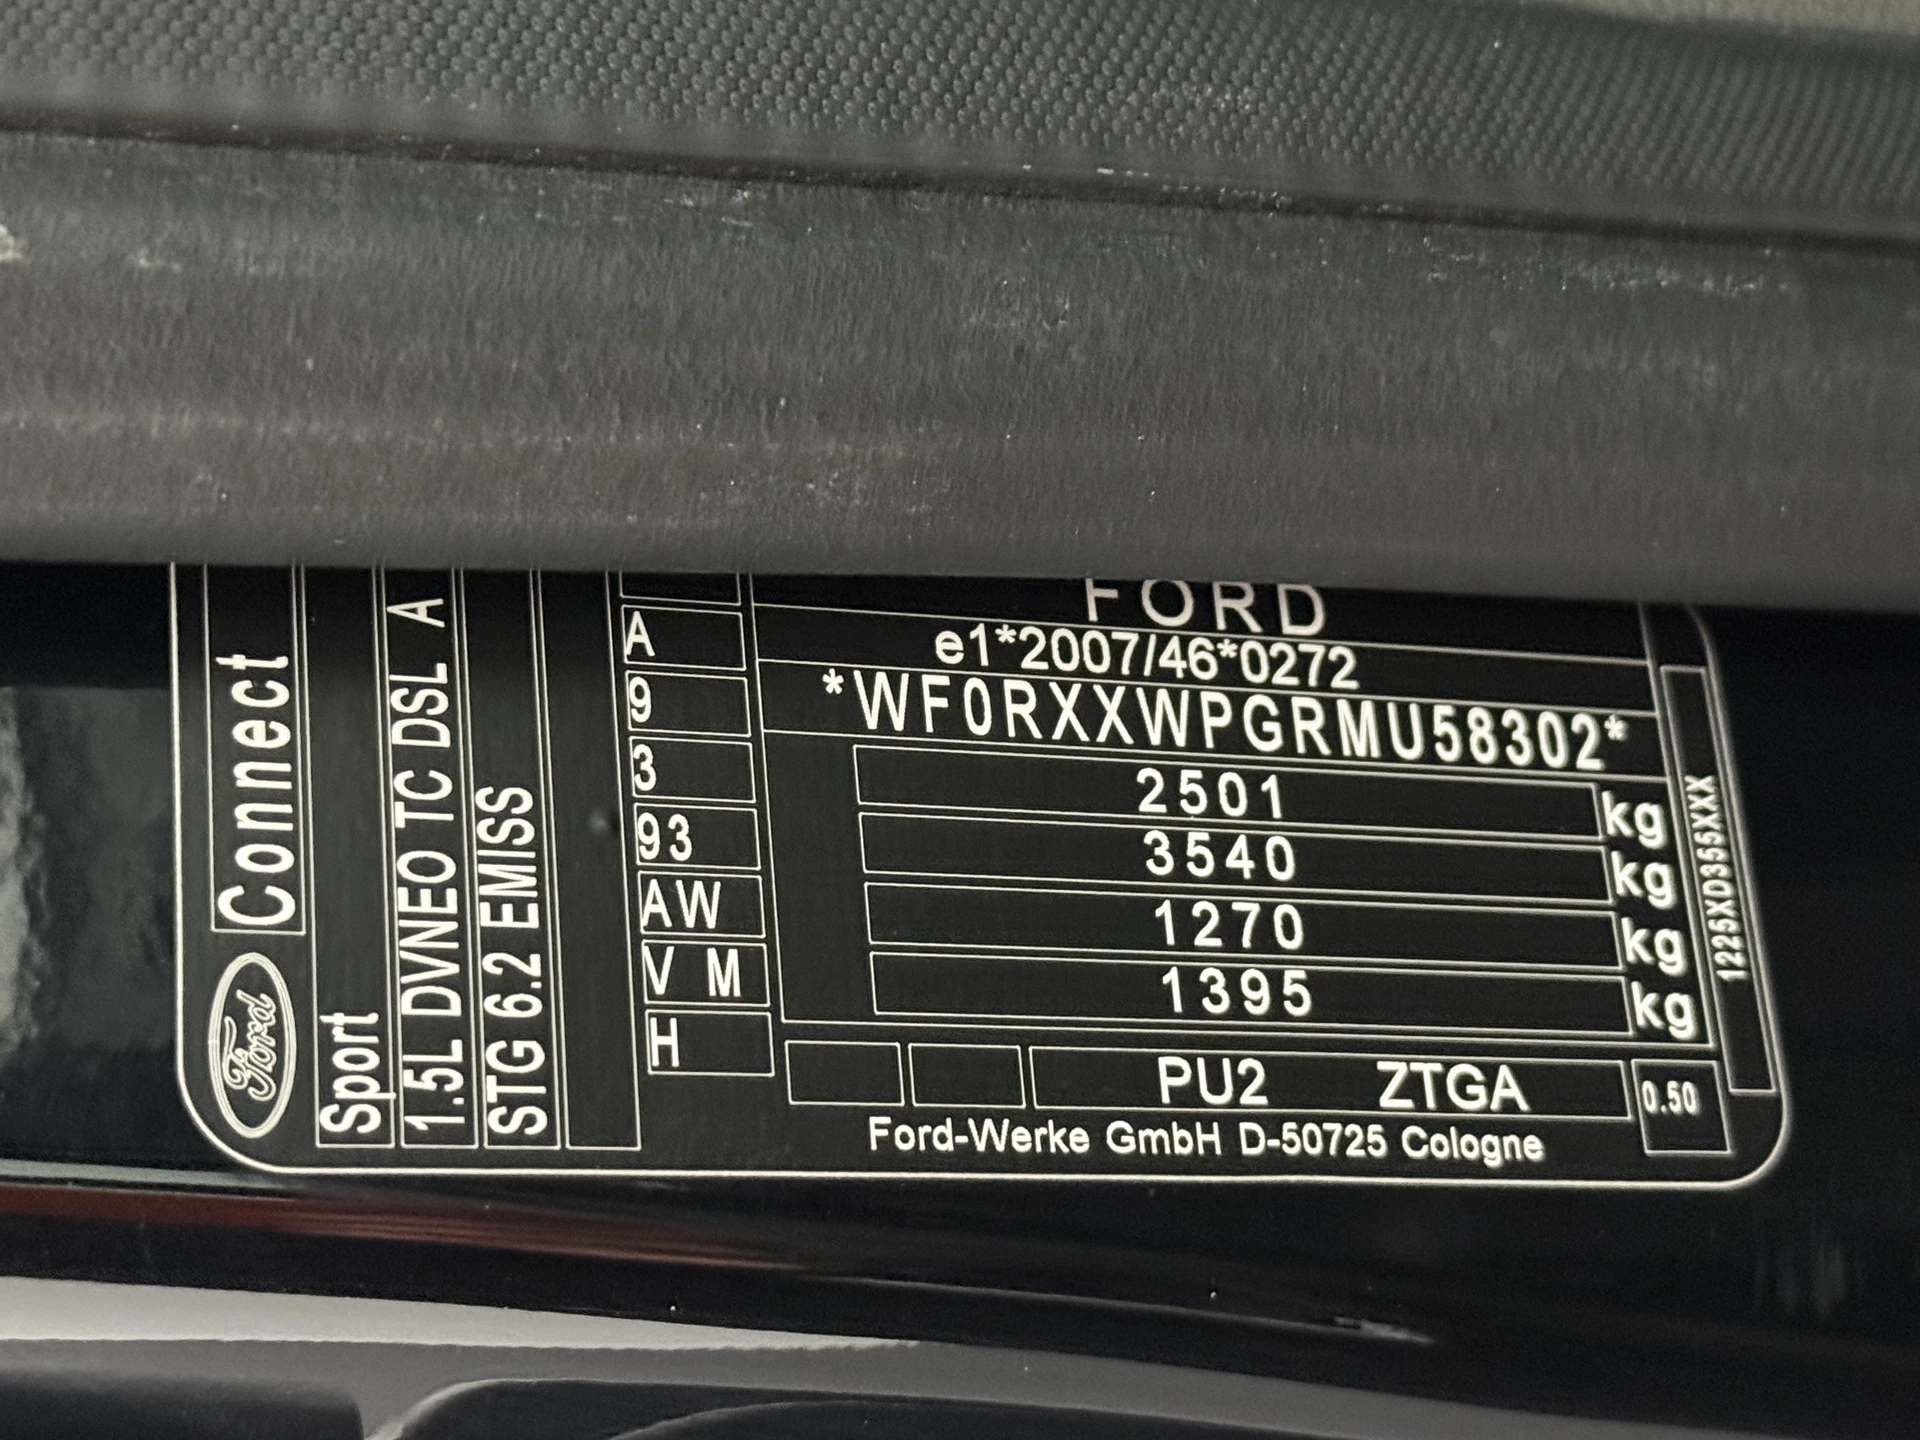 FORD
e1*2007/46*0272
*WF0RXXWPGRMU58302*
2501 kg
3540 kg
1270 kg
1395 kg
PU2 ZTGA
0.50
Ford-Werke GmbH D-50725 Cologne
1225XD355XXX
A
9
3
93
AW
V M
H
Ford Connect
Sport
1.5L DVNEO TC DSL A
STG 6.2 EMISS